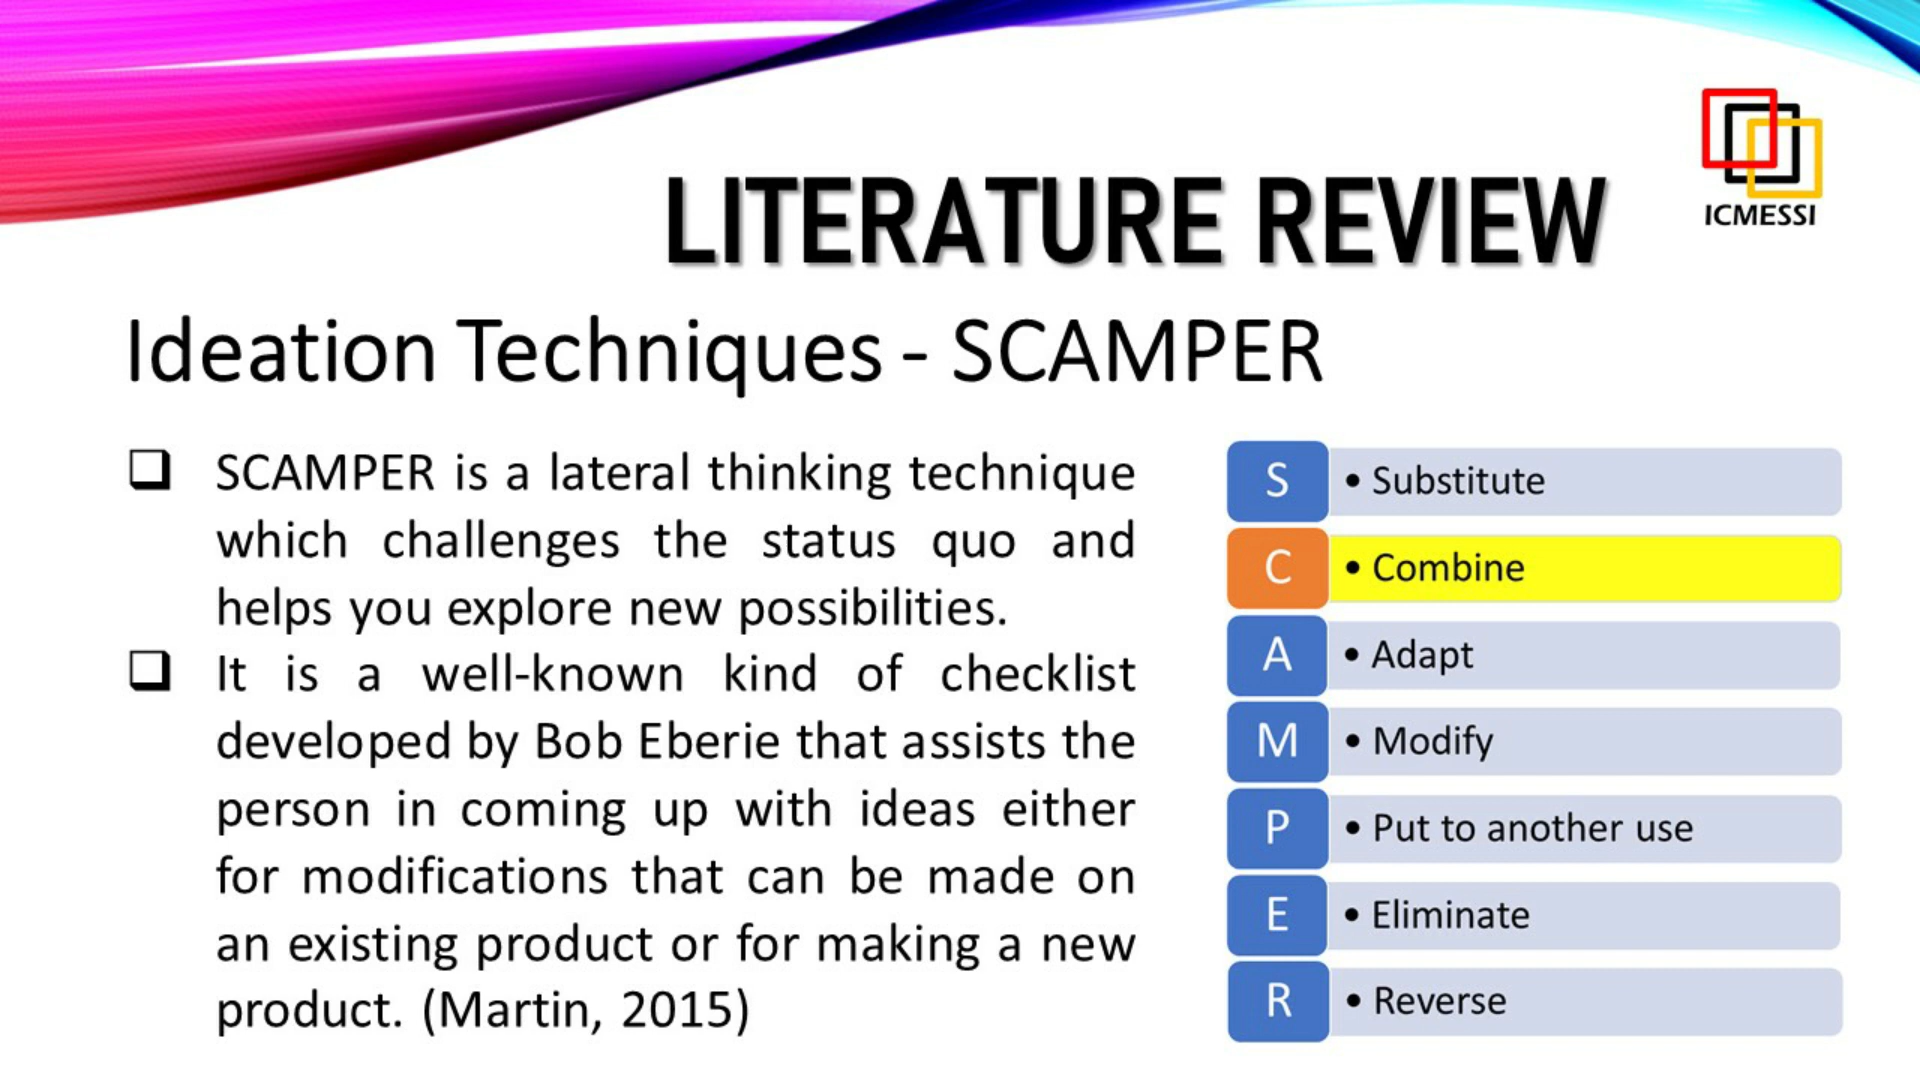 ICMESSI
LITERATURE REVIEW
Ideation Techniques - SCAMPER
❑ SCAMPER is a lateral thinking technique
which challenges the status quo and
helps you explore new possibilities.
❑ It is a well-known kind of checklist
developed by Bob Eberie that assists the
person in coming up with ideas either
for modifications that can be made on
an existing product or for making a new
product. (Martin, 2015)
S • Substitute
C • Combine
A • Adapt
M • Modify
P • Put to another use
E • Eliminate
R • Reverse